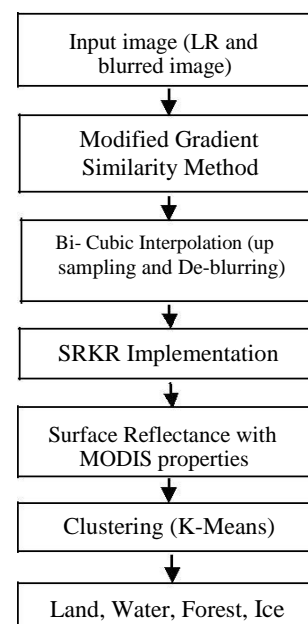 Input image (LR and
blurred image)
Modified Gradient
Similarity Method
Bi- Cubic Interpolation (up
sampling and De-blurring)
SRKR Implementation
Surface Reflectance with
MODIS properties
Clustering (K-Means)
Land, Water, Forest, Ice